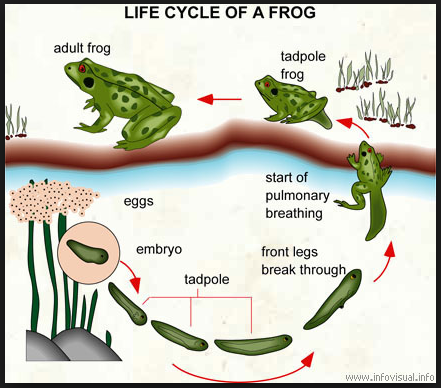 LIFE CYCLE OF A FROG
adult frog
tadpole
frog
eggs
start of
pulmonary
breathing
embryo
front legs
break through
tadpole
www.infovisual.info